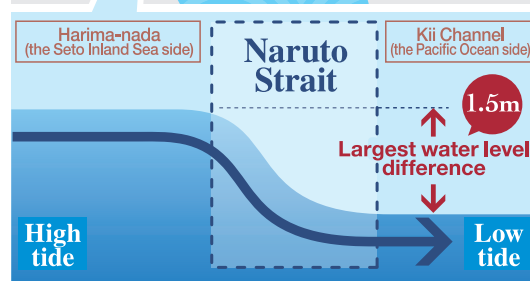 Harima-nada
(the Seto Inland Sea side)
Naruto
Strait
Kii Channel
(the Pacific Ocean side)
1.5m
Largest water level
difference
High
tide
Low
tide